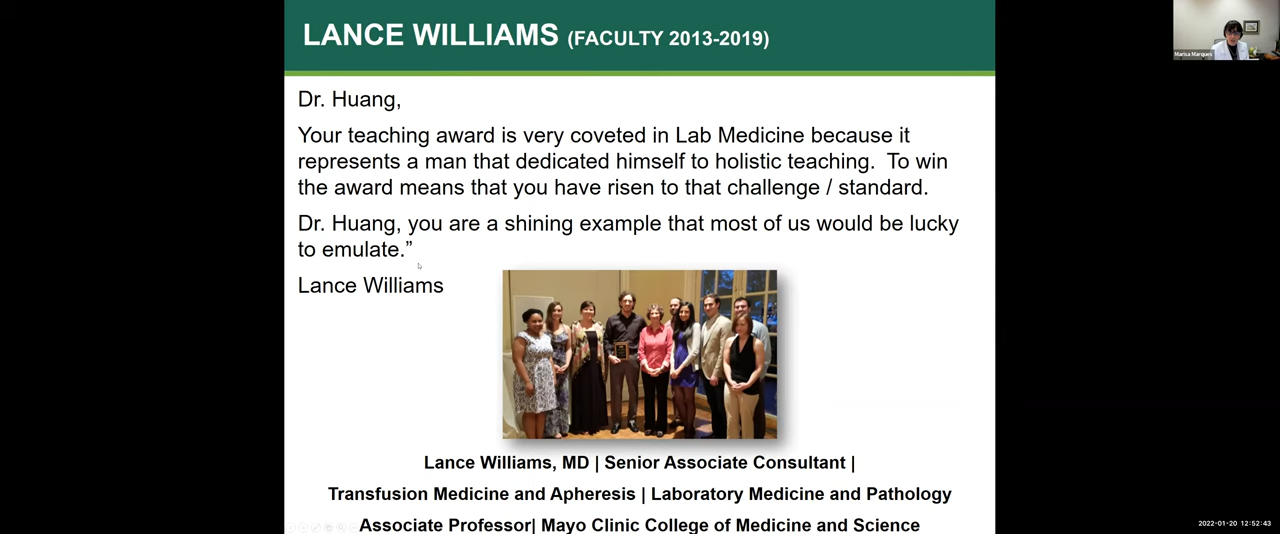 LANCE WILLIAMS (FACULTY 2013-2019)
Marisa Marques
Dr. Huang,
Your teaching award is very coveted in Lab Medicine because it
represents a man that dedicated himself to holistic teaching.  To win
the award means that you have risen to that challenge / standard.
Dr. Huang, you are a shining example that most of us would be lucky
to emulate.”
Lance Williams
Lance Williams, MD | Senior Associate Consultant |
Transfusion Medicine and Apheresis | Laboratory Medicine and Pathology
Associate Professor| Mayo Clinic College of Medicine and Science
2022-01-20 12:52:43